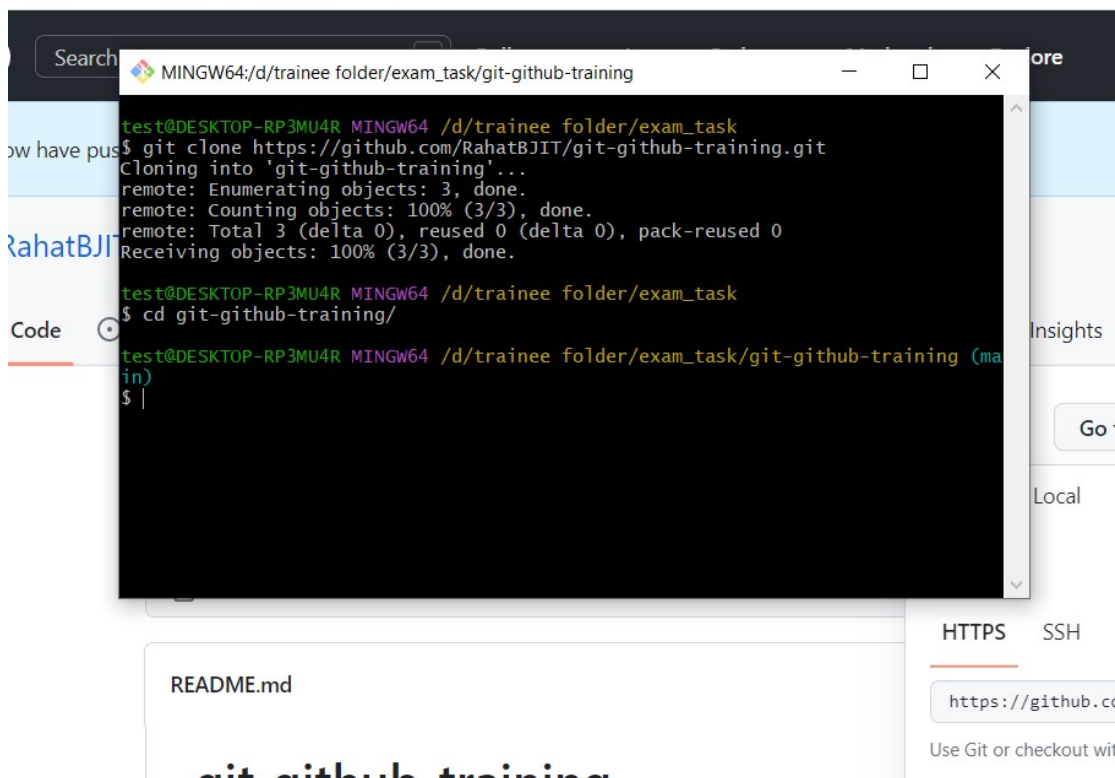 Search
ore
MINGW64:/d/trainee folder/exam_task/git-github-training
test@DESKTOP-RP3MU4R MINGW64 /d/trainee folder/exam_task
$ git clone https://github.com/RahatBJIT/git-github-training.git
Cloning into 'git-github-training'...
remote: Enumerating objects: 3, done.
remote: Counting objects: 100% (3/3), done.
remote: Total 3 (delta 0), reused 0 (delta 0), pack-reused 0
Receiving objects: 100% (3/3), done.
test@DESKTOP-RP3MU4R MINGW64 /d/trainee folder/exam_task
$ cd git-github-training/
test@DESKTOP-RP3MU4R MINGW64 /d/trainee folder/exam_task/git-github-training (ma
in)
$
ow have pus
RahatBJI
Code
Insights
Go
Local
HTTPS SSH
https://github.co
Use Git or checkout wit
README.md
git-github-training